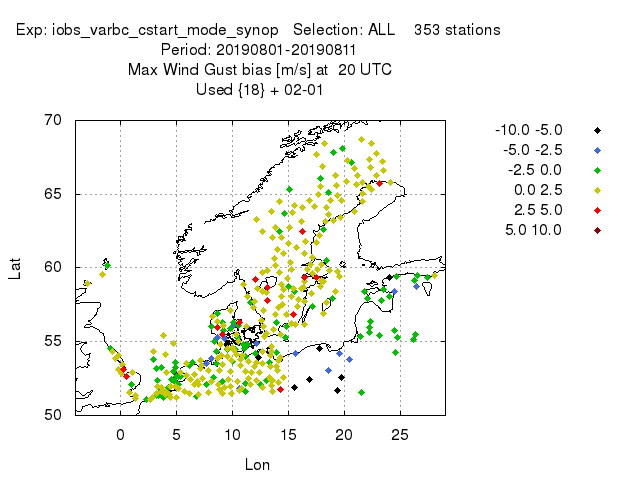 Exp: iobs_varbc_cstart_mode_synop Selection: ALL 353 stations
Period: 20190801-20190811
Max Wind Gust bias [m/s] at 20 UTC
Used {18} + 02-01
-10.0 -5.0
-5.0 -2.5
-2.5 0.0
0.0 2.5
2.5 5.0
5.0 10.0
Lat
70
65
60
55
50
0 5 10 15 20 25
Lon